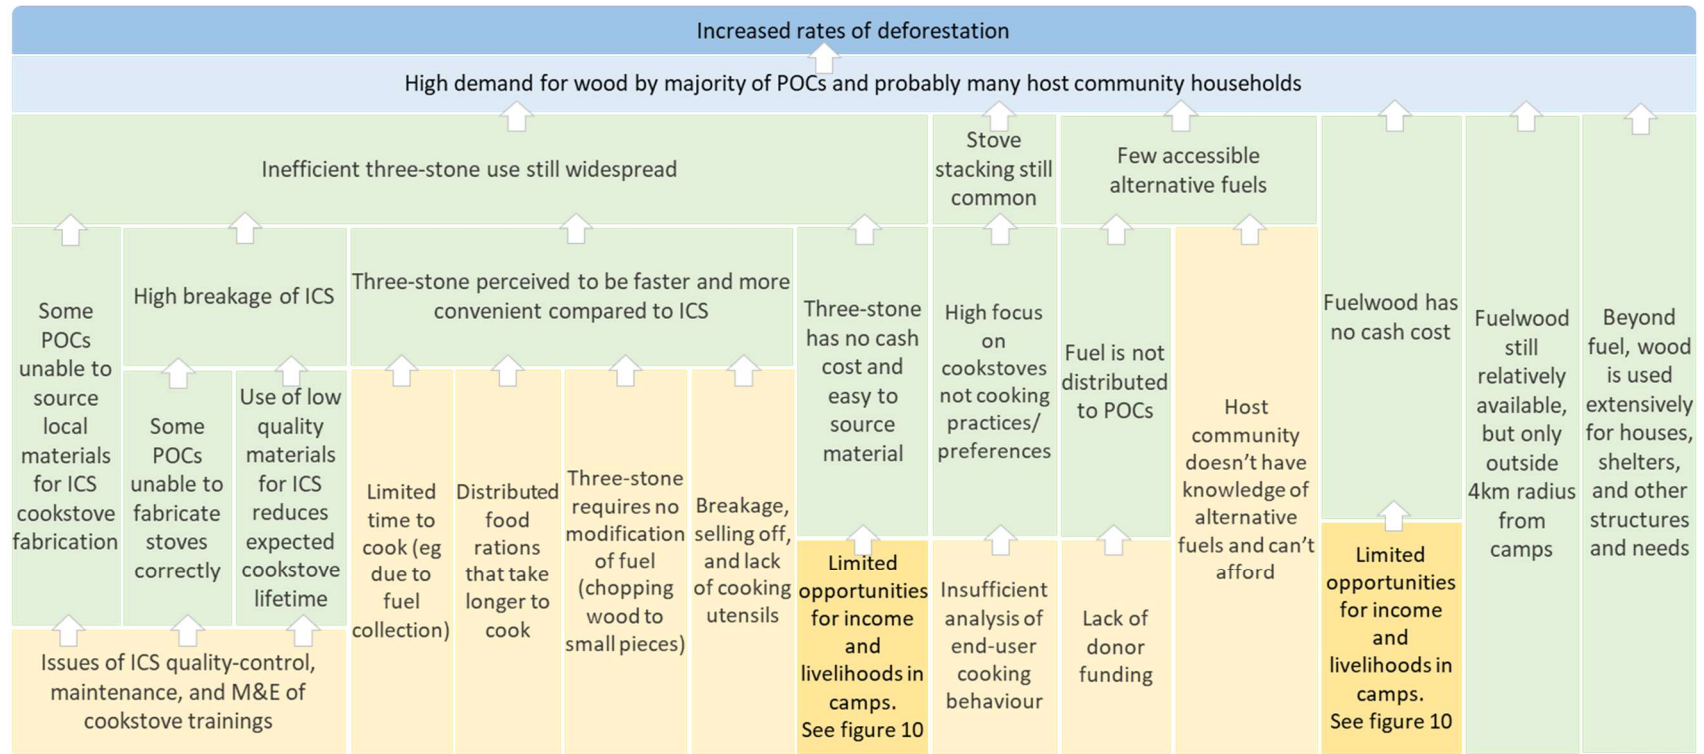 Increased rates of deforestation
High demand for wood by majority of POCs and probably many host community households
Inefficient three-stone use still widespread
Stove
stacking still
common
Few accessible
alternative fuels
Some
POCs
unable to
source
local
materials
for ICS
cookstove
fabrication
High breakage of ICS
Some
POCs
unable to
fabricate
stoves
correctly
Use of low
quality
materials
for ICS
reduces
expected
cookstove
lifetime
Issues of ICS quality-control,
maintenance, and M&E of
cookstove trainings
Three-stone perceived to be faster and more
convenient compared to ICS
Limited
time to
cook (eg
due to
fuel
collection)
Distributed
food
rations
that take
longer to
cook
Three-stone
requires no
modification
of fuel
(chopping
wood to
small pieces)
Breakage,
selling off,
and lack
of cooking
utensils
Three-stone
has no cash
cost and
easy to
source
material
Limited
opportunities
for income
and
livelihoods in
camps.
See figure 10
High focus
on
cookstoves
not cooking
practices/
preferences
Insufficient
analysis of
end-user
cooking
behaviour
Fuel is not
distributed
to POCs
Lack of
donor
funding
Host
community
doesn't have
knowledge of
alternative
fuels and can't
afford
Fuelwood has
no cash cost
Limited
opportunities
for income
and
livelihoods in
camps.
See figure 10
Fuelwood
still
relatively
available,
but only
outside
4km radius
from
camps
Beyond
fuel, wood
is used
extensively
for houses,
shelters,
and other
structures
and needs